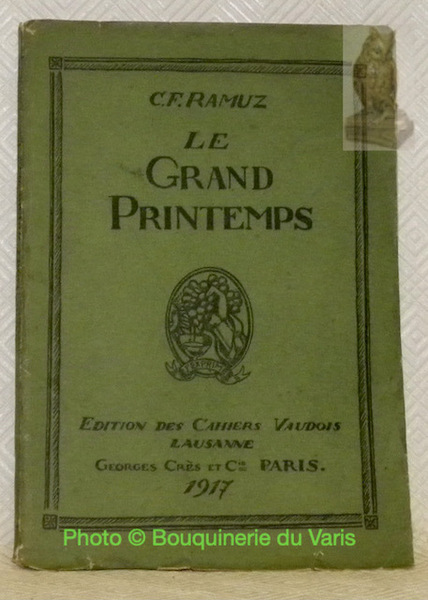 C.F. RAMUZ
LE
GRAND
PRINTEMPS
EDITION DES CAHIERS VAUDOIS
LAUSANNE
GEORGES CRÈS ET Cie PARIS.
1917
Photo © Bouquinerie du Varis